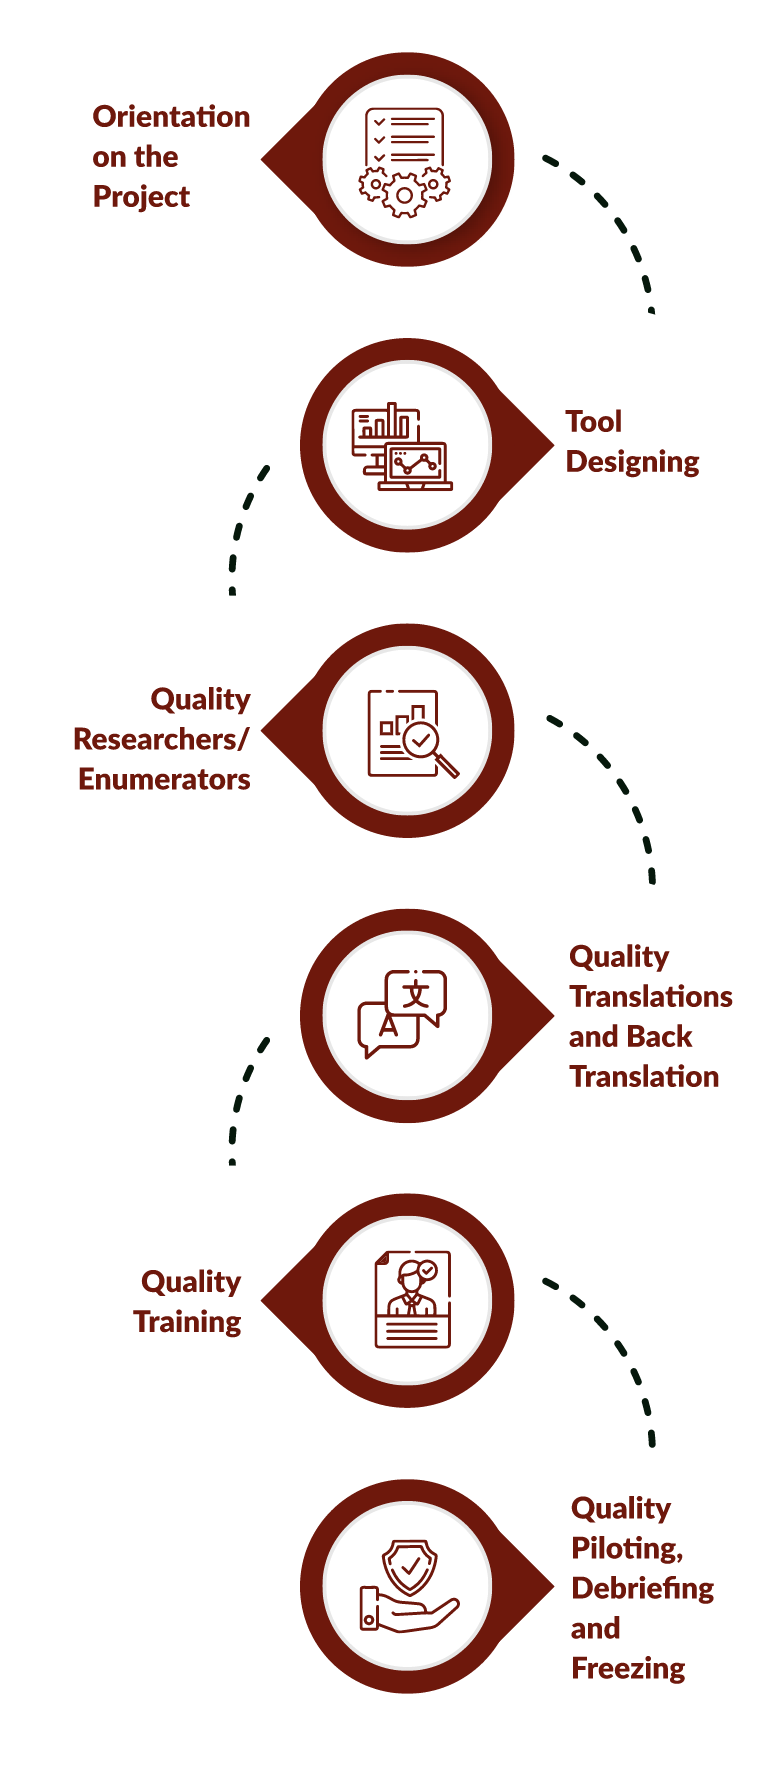 Orientation
on the
Project
Tool
Designing
Quality
Researchers/
Enumerators
Quality
Translations
and Back
Translation
文
A
Quality
Training
Quality
Piloting,
Debriefing
and
Freezing